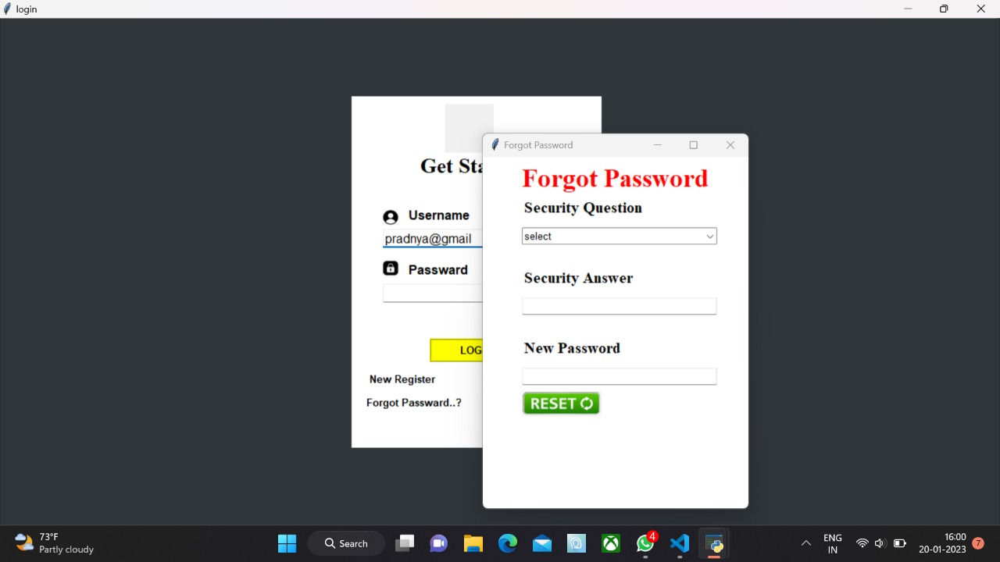 login
Get Sta
Username
pradnya@gmail
Passward
LOG
New Register
Forgot Passward..?
Forgot Password
Forgot Password
Security Question
select
Security Answer
New Password
RESET
73°F
Partly cloudy
Search
4
ENG
IN
16:00
20-01-2023
7